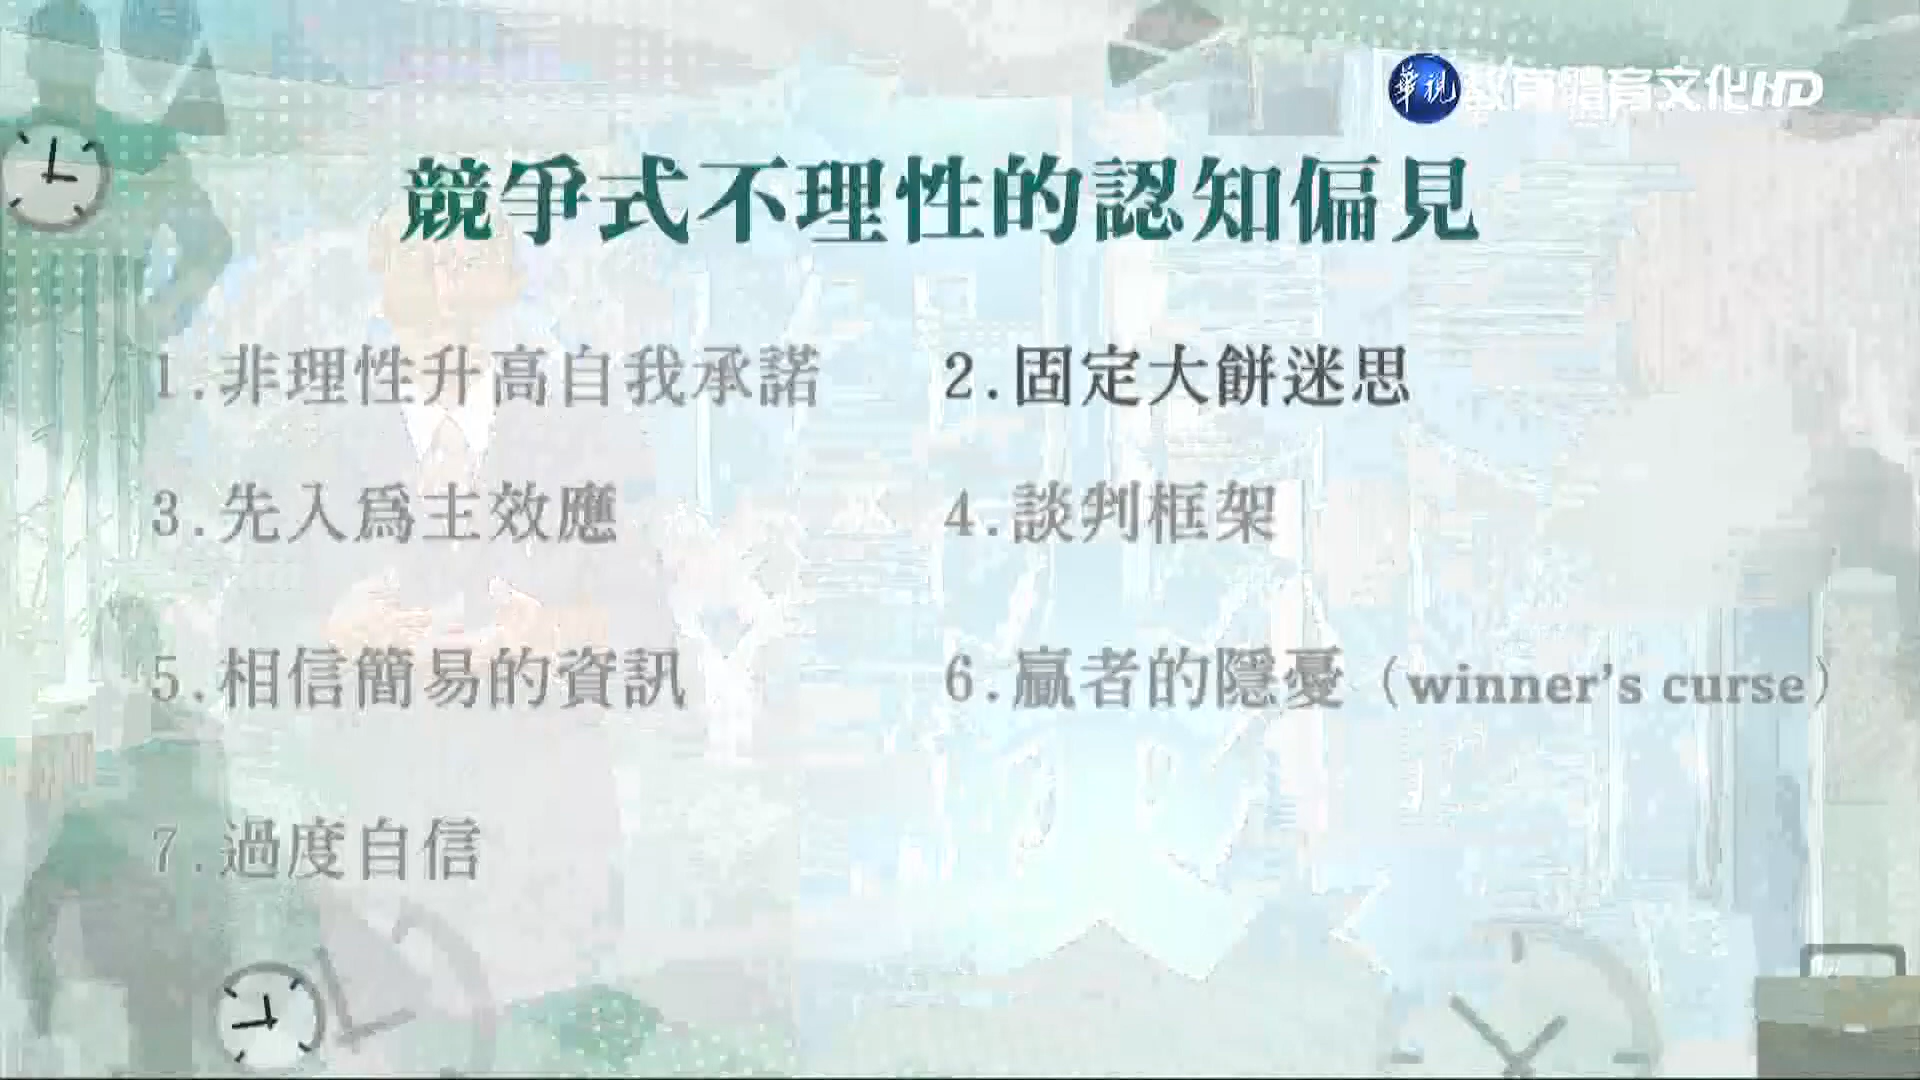 華視 教育體育文化HD
競爭式不理性的認知偏見
1.非理性升高自我承諾
2.固定大餅迷思
3.先入為主效應
4.談判框架
5.相信簡易的資訊
6.贏者的隱憂（winner's curse）
7.過度自信